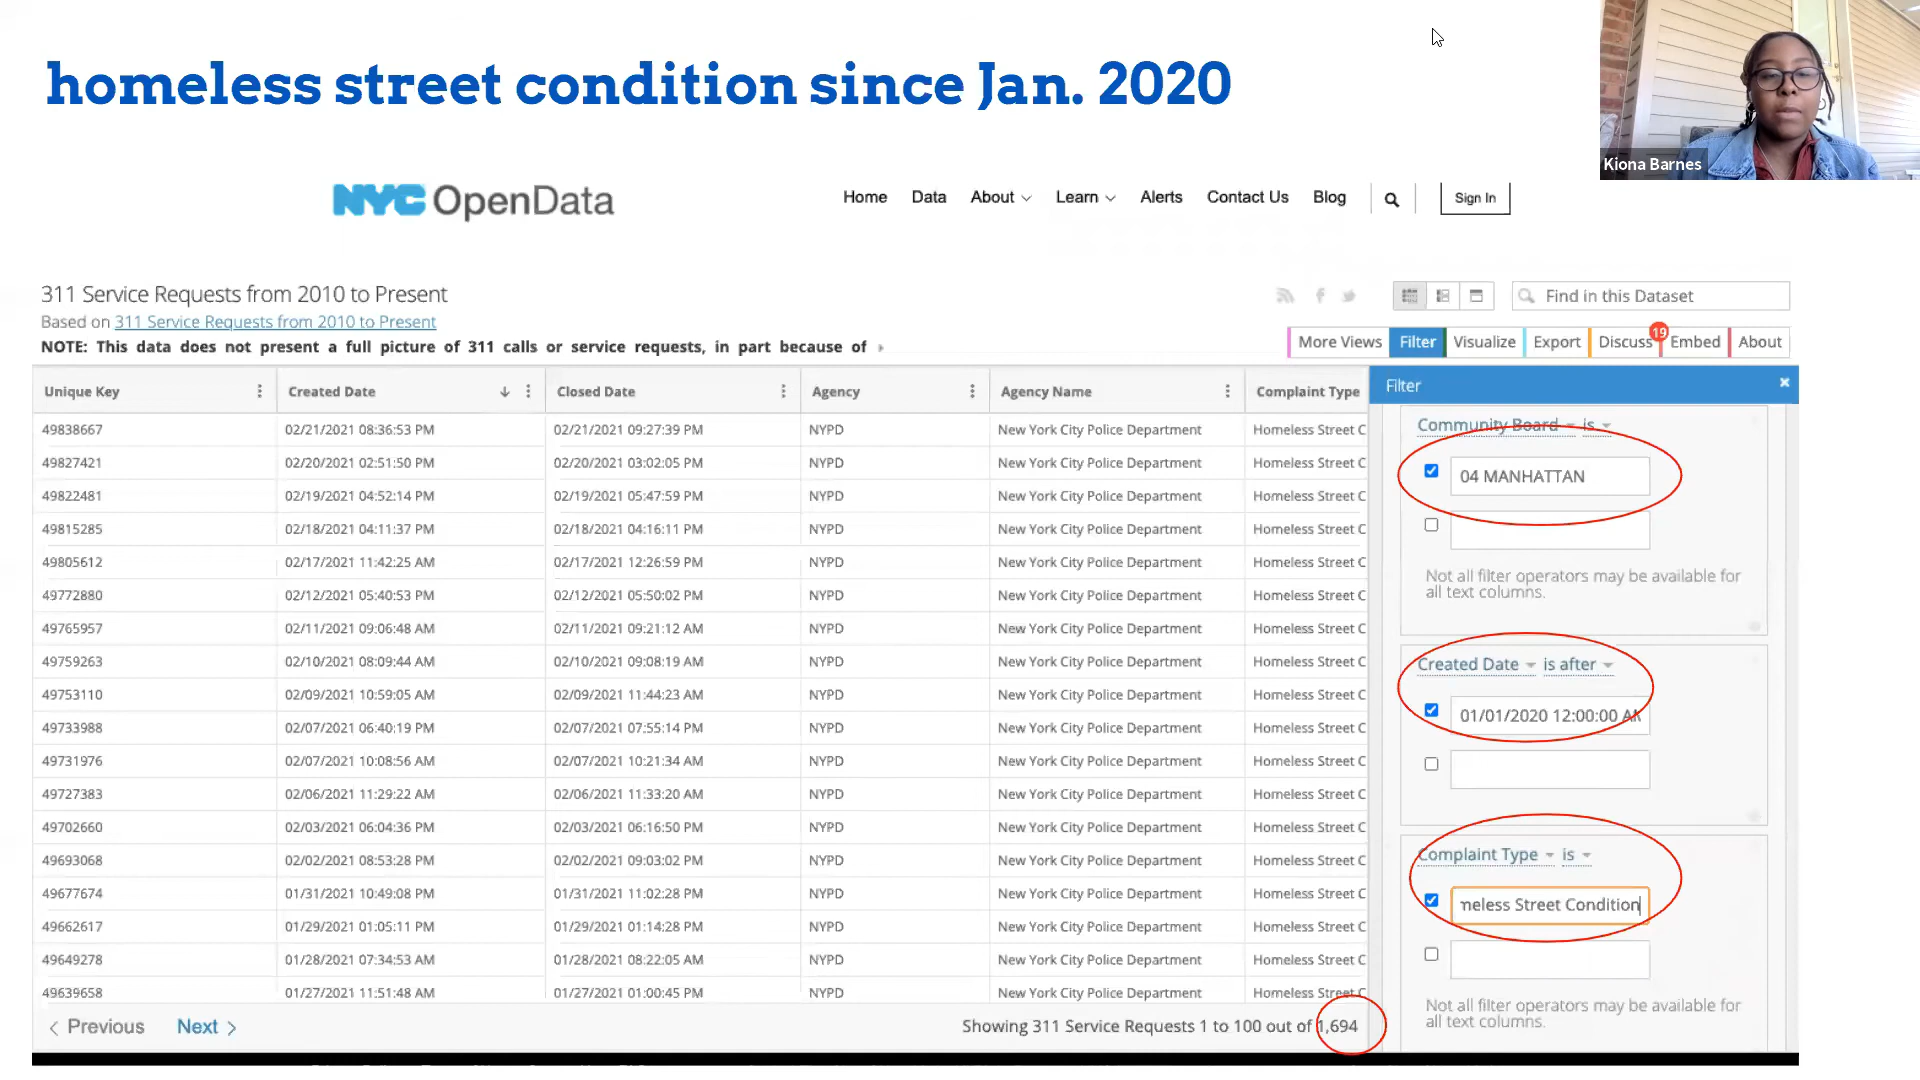 homeless street condition since Jan. 2020
Kiona Barnes
NYC OpenData
Home Data About Learn Alerts Contact Us Blog Sign In
311 Service Requests from 2010 to Present
Based on 311 Service Requests from 2010 to Present
NOTE: This data does not present a full picture of 311 calls or service requests, in part because of
Find in this Dataset
More Views Filter Visualize Export Discuss 19 Embed About
Unique Key Created Date Closed Date Agency Agency Name Complaint Type
49838667 02/21/2021 08:36:53 PM 02/21/2021 09:27:39 PM NYPD New York City Police Department Homeless Street C
49827421 02/20/2021 02:51:50 PM 02/20/2021 03:02:05 PM NYPD New York City Police Department Homeless Street C
49822481 02/19/2021 04:52:14 PM 02/19/2021 05:47:59 PM NYPD New York City Police Department Homeless Street C
49815285 02/18/2021 04:11:37 PM 02/18/2021 04:16:11 PM NYPD New York City Police Department Homeless Street C
49805612 02/17/2021 11:42:25 AM 02/17/2021 12:26:59 PM NYPD New York City Police Department Homeless Street C
49772880 02/12/2021 05:40:53 PM 02/12/2021 05:50:02 PM NYPD New York City Police Department Homeless Street C
49765957 02/11/2021 09:06:48 AM 02/11/2021 09:21:12 AM NYPD New York City Police Department Homeless Street C
49759263 02/10/2021 08:09:44 AM 02/10/2021 09:08:19 AM NYPD New York City Police Department Homeless Street C
49753110 02/09/2021 10:59:05 AM 02/09/2021 11:44:23 AM NYPD New York City Police Department Homeless Street C
49733988 02/07/2021 06:40:19 PM 02/07/2021 07:55:14 PM NYPD New York City Police Department Homeless Street C
49731976 02/07/2021 10:08:56 AM 02/07/2021 10:21:34 AM NYPD New York City Police Department Homeless Street C
49727383 02/06/2021 11:29:22 AM 02/06/2021 11:33:20 AM NYPD New York City Police Department Homeless Street C
49702660 02/03/2021 06:04:36 PM 02/03/2021 06:16:50 PM NYPD New York City Police Department Homeless Street C
49693068 02/02/2021 08:53:28 PM 02/02/2021 09:03:02 PM NYPD New York City Police Department Homeless Street C
49677674 01/31/2021 10:49:08 PM 01/31/2021 11:02:28 PM NYPD New York City Police Department Homeless Street C
49662617 01/29/2021 01:05:11 PM 01/29/2021 01:14:28 PM NYPD New York City Police Department Homeless Street C
49649278 01/28/2021 07:34:53 AM 01/28/2021 08:22:05 AM NYPD New York City Police Department Homeless Street C
49639658 01/27/2021 11:51:48 AM 01/27/2021 01:00:45 PM NYPD New York City Police Department Homeless Street C
Previous Next Showing 311 Service Requests 1 to 100 out of 1,694
Filter
Community Board is
04 MANHATTAN
Not all filter operators may be available for
all text columns.
Created Date is after
01/01/2020 12:00:00 AM
Complaint Type is
neless Street Condition
Not all filter operators may be available for
all text columns.